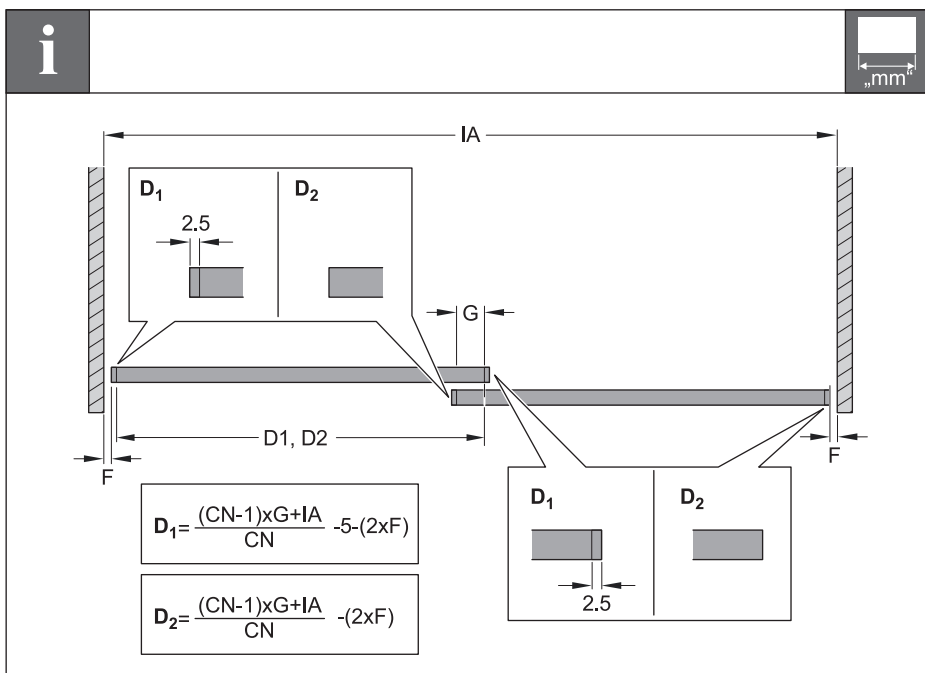 i
„mm“
IA
D₁ D₂
2.5
G
D1, D2
F
F
D₁=(CN-1)xG+IA/CN -5-(2xF)
D₂=(CN-1)xG+IA/CN -(2xF)
D₁ D₂
2.5